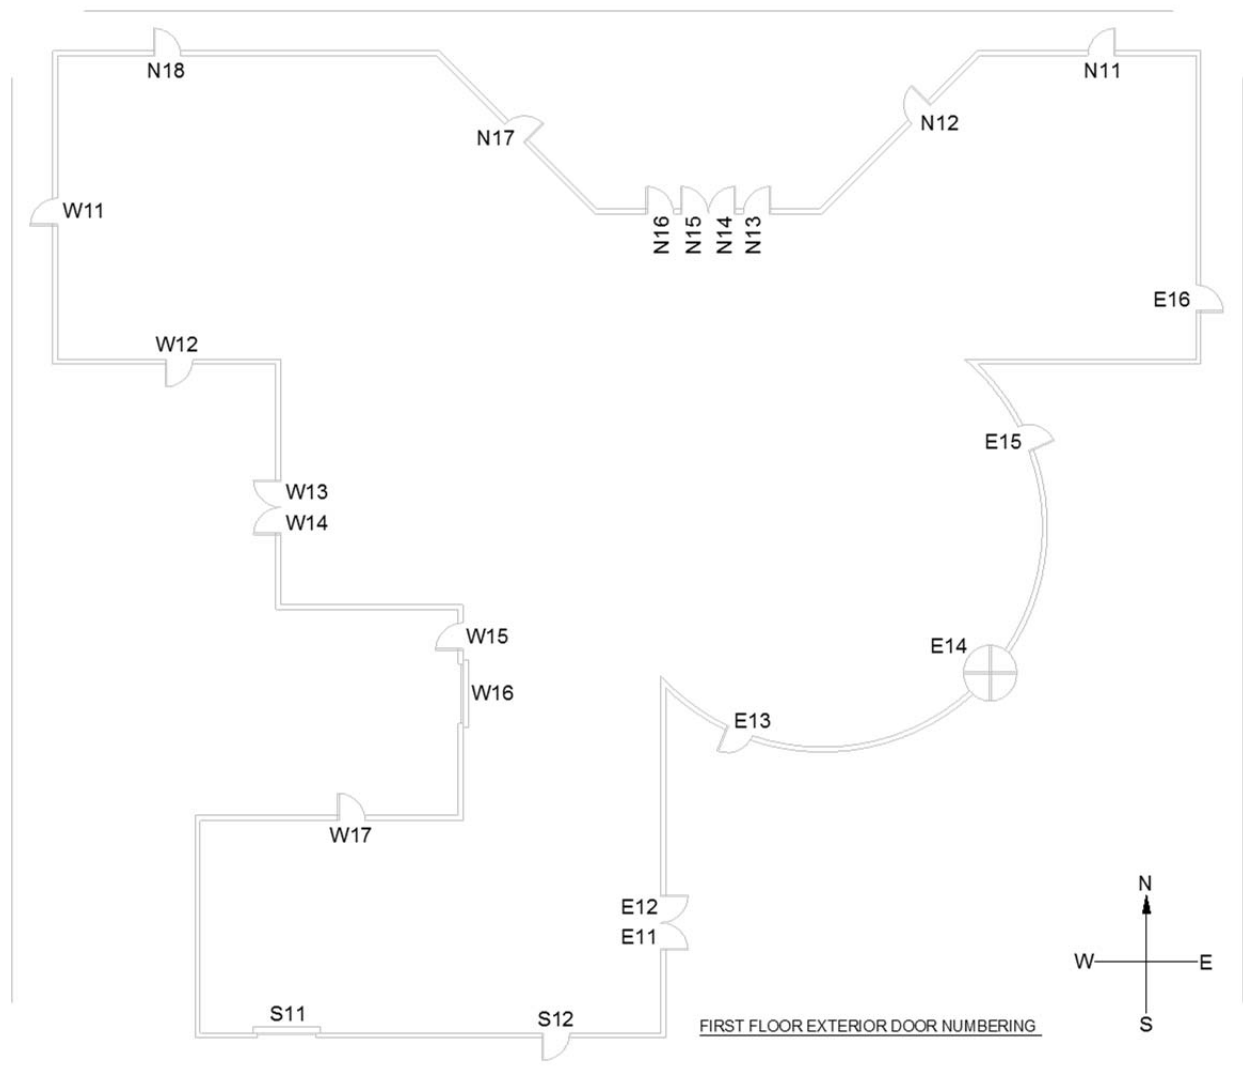 N18
N11
N17
N12
W11
N16
N15
N14
N13
E16
W12
E15
W13
W14
W15
E14
W16
E13
W17
N
E12
E11
W
E
S11
S12
FIRST FLOOR EXTERIOR DOOR NUMBERING
S